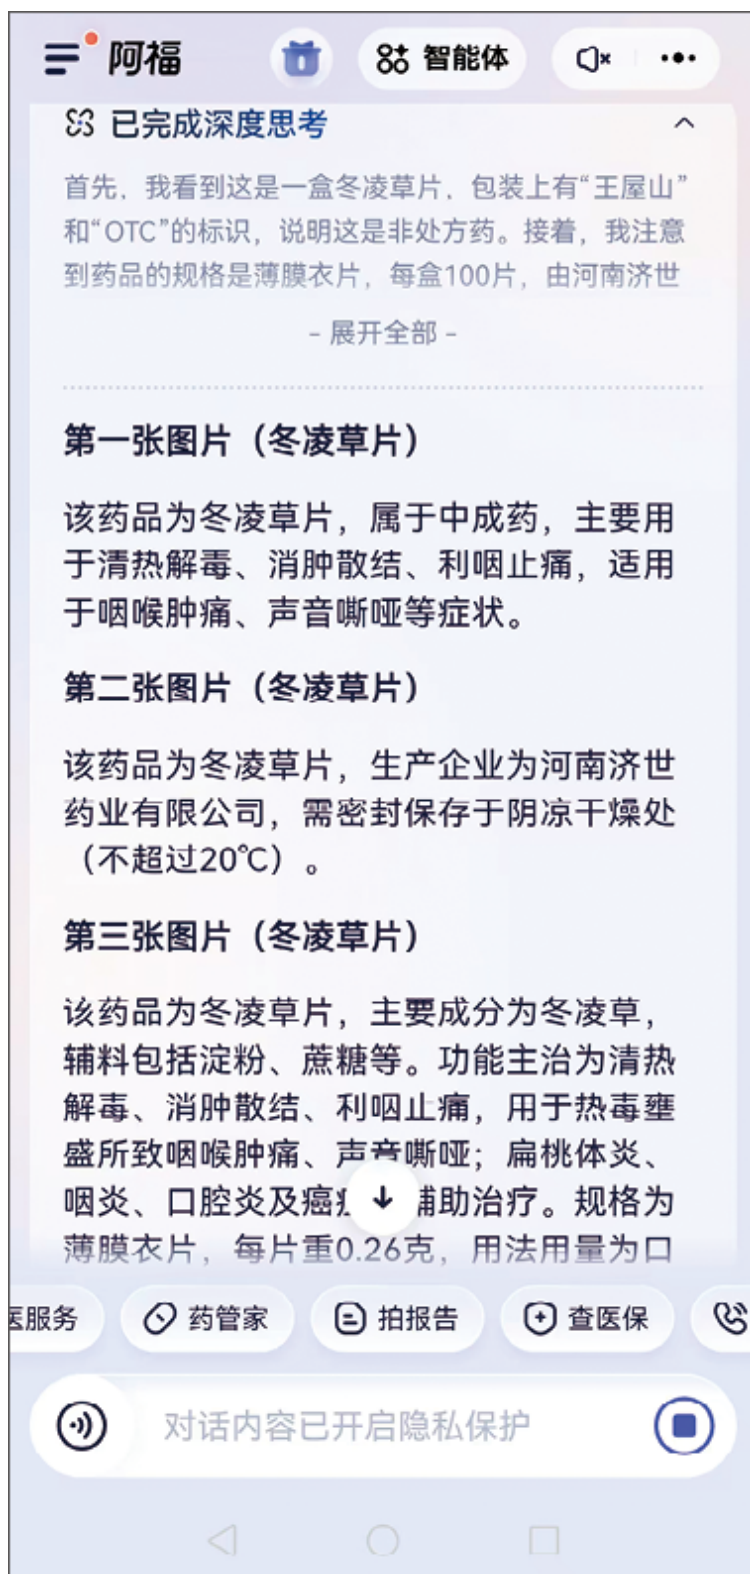 阿福
智能体
已完成深度思考
首先，我看到这是一盒冬凌草片，包装上有“王屋山”
和“OTC”的标识，说明这是非处方药。接着，我注意
到药品的规格是薄膜衣片，每盒100片，由河南济世
- 展开全部 -
第一张图片（冬凌草片）
该药品为冬凌草片，属于中成药，主要用
于清热解毒、消肿散结、利咽止痛，适用
于咽喉肿痛、声音嘶哑等症状。
第二张图片（冬凌草片）
该药品为冬凌草片，生产企业为河南济世
药业有限公司，需密封保存于阴凉干燥处
（不超过20℃）。
第三张图片（冬凌草片）
该药品为冬凌草片，主要成分为冬凌草，
辅料包括淀粉、蔗糖等。功能主治为清热
解毒、消肿散结、利咽止痛，用于热毒壅
盛所致咽喉肿痛、声音嘶哑；扁桃体炎、
咽炎、口腔炎及癌 辅助治疗。规格为
薄膜衣片，每片重0.26克，用法用量为口
医服务 药管家 拍报告 查医保
对话内容已开启隐私保护